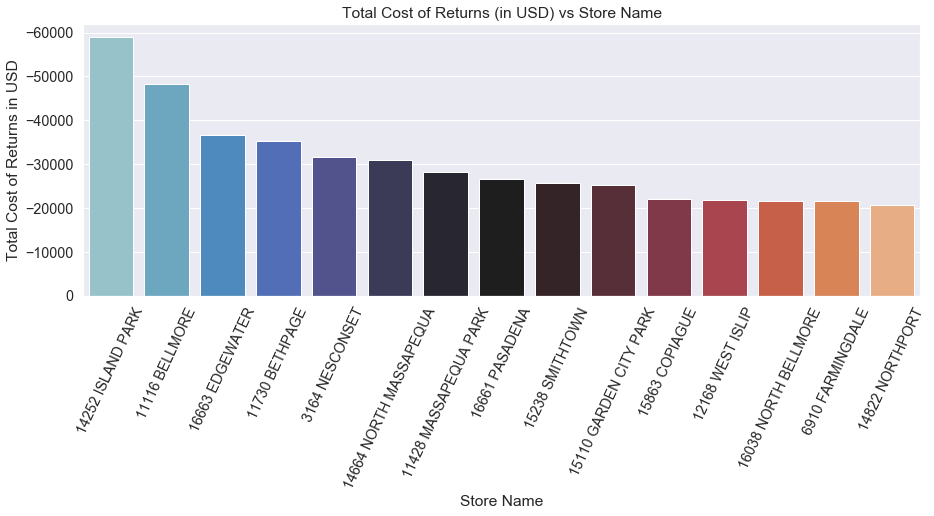 Total Cost of Returns (in USD) vs Store Name
Total Cost of Returns in USD
−60000
−50000
−40000
−30000
−20000
−10000
0
14252 ISLAND PARK
11116 BELLMORE
16663 EDGEWATER
11730 BETHPAGE
3164 NESCONSET
14664 NORTH MASSAPEQUA
11428 MASSAPEQUA PARK
16661 PASADENA
15238 SMITHTOWN
15110 GARDEN CITY PARK
15863 COPIAGUE
12168 WEST ISLIP
16038 NORTH BELLMORE
6910 FARMINGDALE
14822 NORTHPORT
Store Name